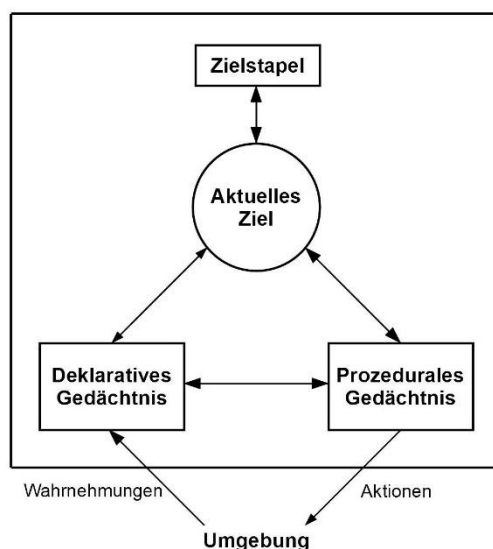 Zielstapel
Aktuelles
Ziel
Deklaratives
Gedächtnis
Prozedurales
Gedächtnis
Wahrnehmungen
Aktionen
Umgebung